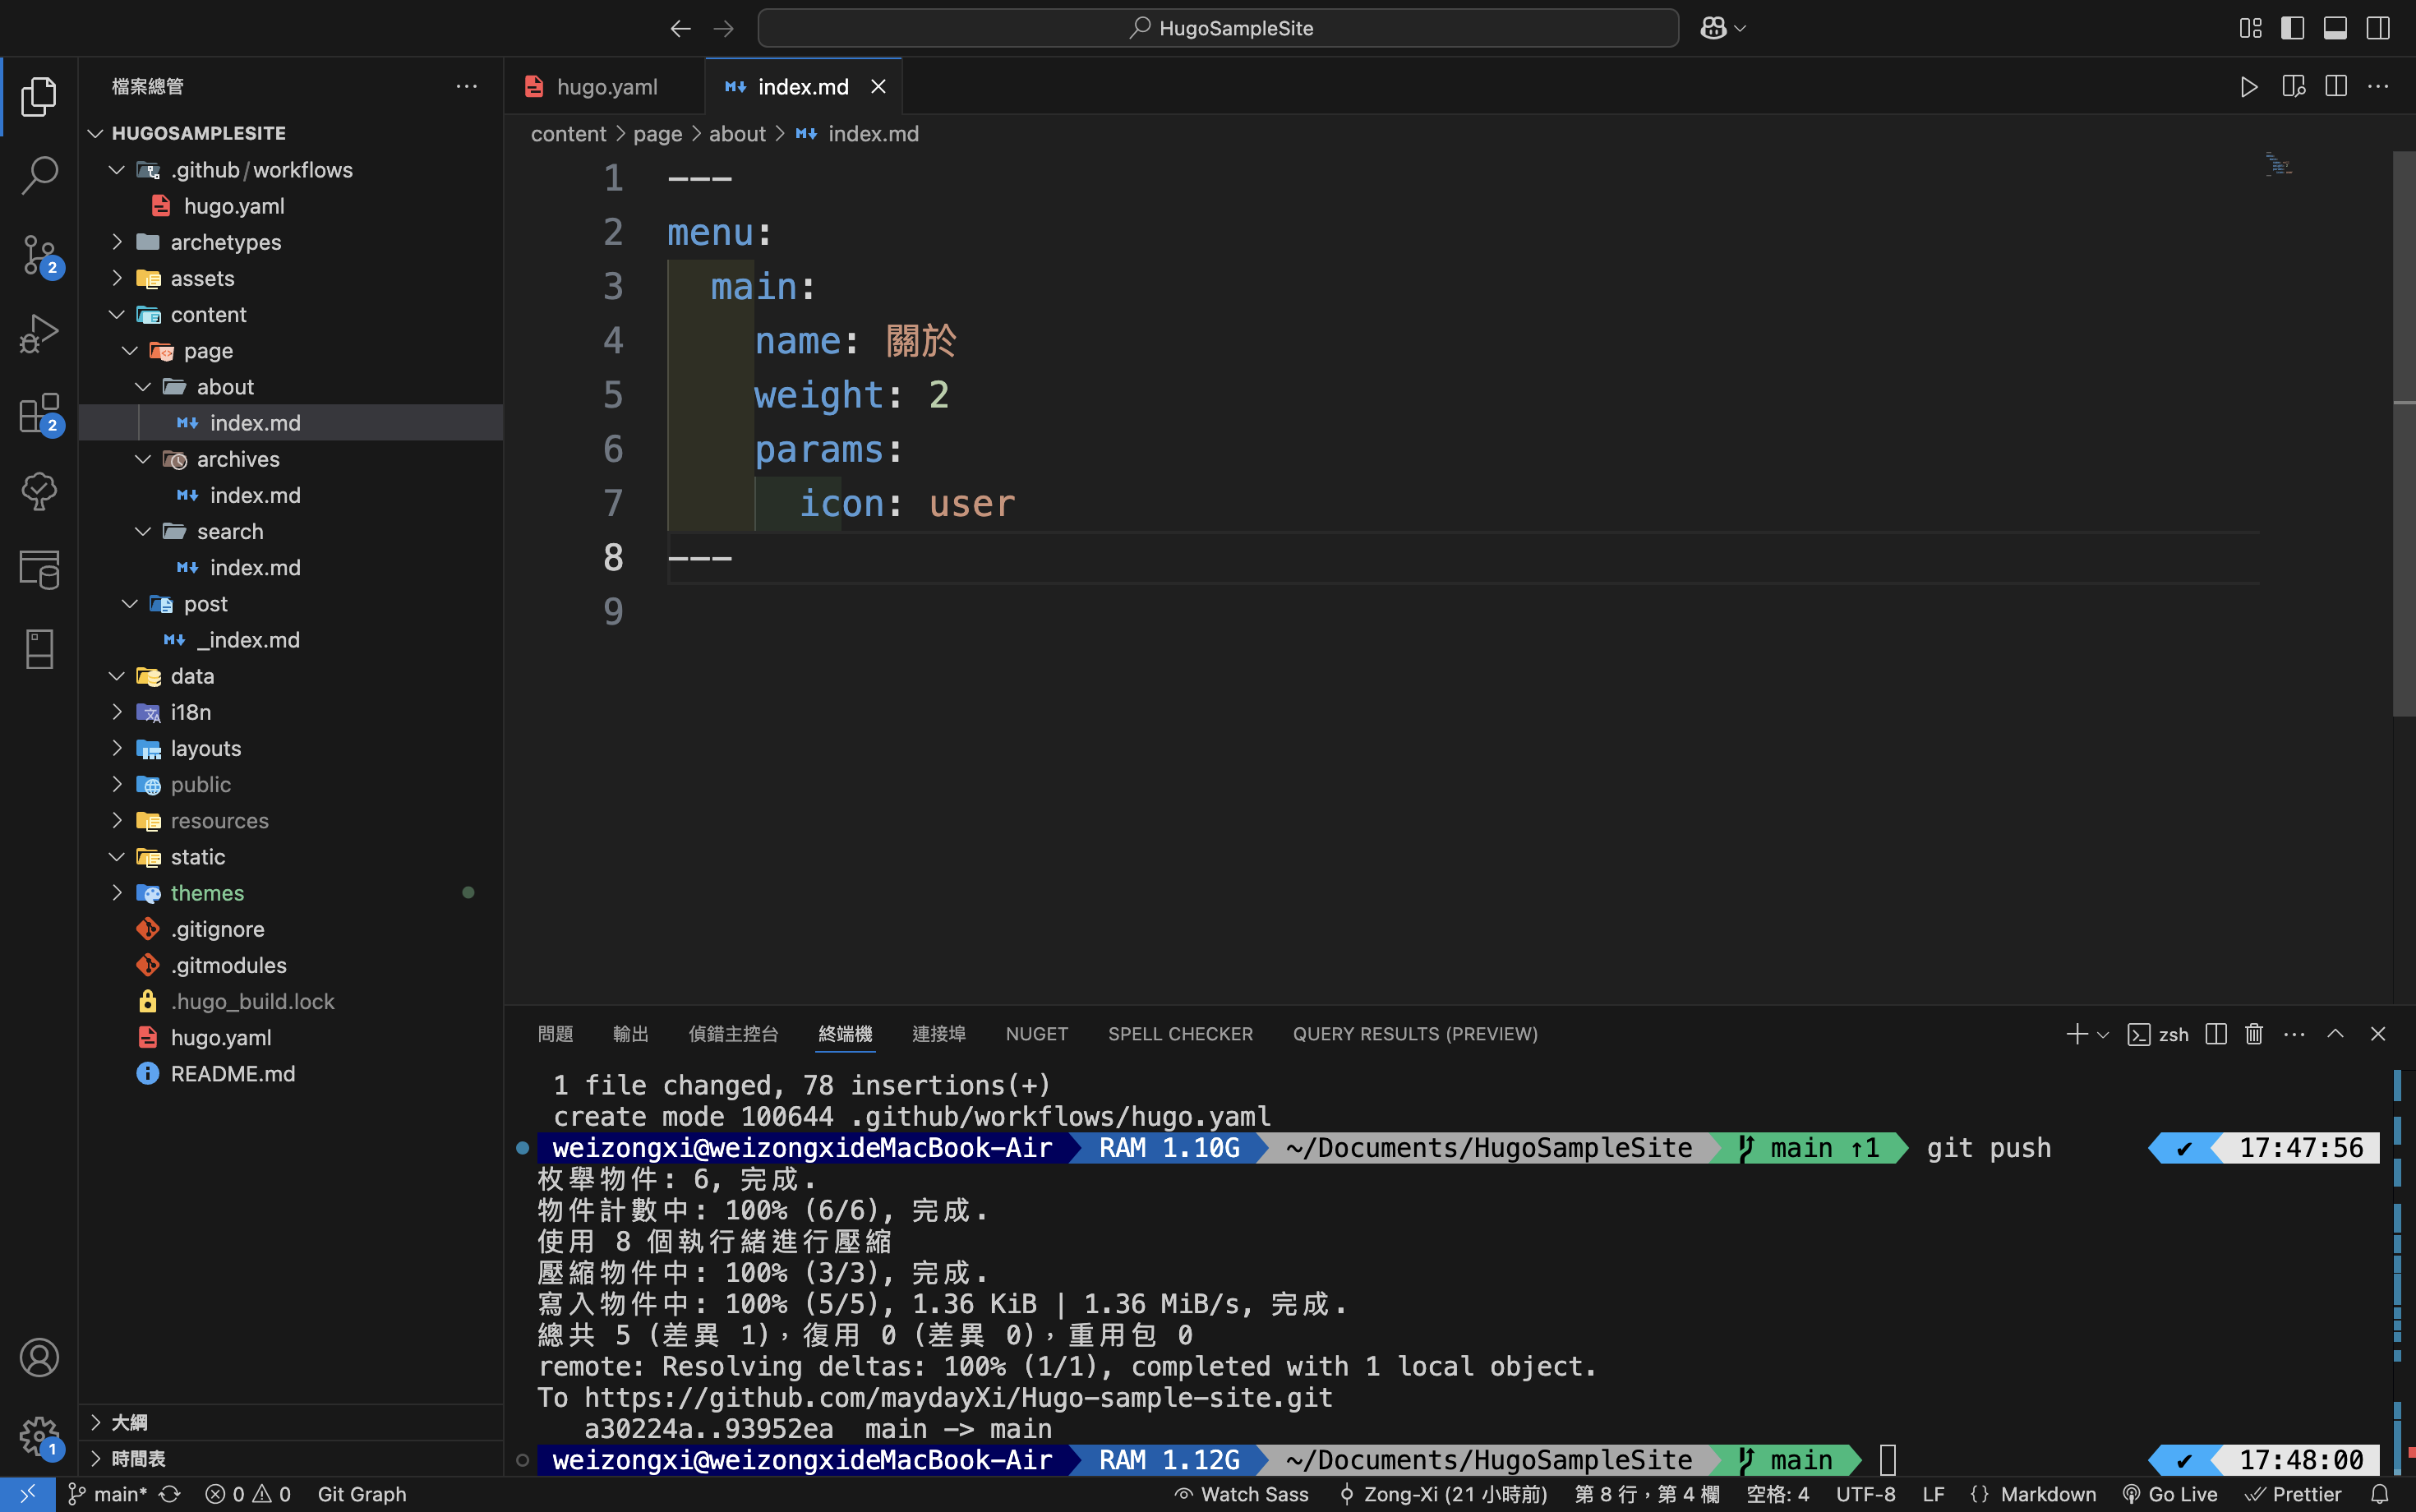 HugoSampleSite
檔案總管
HUGOSAMPLESITE
.github/workflows
hugo.yaml
archetypes
assets
content
page
about
index.md
archives
index.md
search
index.md
post
_index.md
data
i18n
layouts
public
resources
static
themes
.gitignore
.gitmodules
.hugo_build.lock
hugo.yaml
README.md
大綱
時間表
2
2
1
hugo.yaml
index.md
content > page > about > index.md
1 ---
2 menu:
3 main:
4 name: 關於
5 weight: 2
6 params:
7 icon: user
8 ---
9
問題 輸出 偵錯主控台 終端機 連接埠 NUGET SPELL CHECKER QUERY RESULTS (PREVIEW) zsh
1 file changed, 78 insertions(+)
create mode 100644 .github/workflows/hugo.yaml
weizongxi@weizongxideMacBook-Air RAM 1.10G ~/Documents/HugoSampleSite main ↑1 git push ✔ 17:47:56
枚舉物件: 6, 完成.
物件計數中: 100% (6/6), 完成.
使用 8 個執行緒進行壓縮
壓縮物件中: 100% (3/3), 完成.
寫入物件中: 100% (5/5), 1.36 KiB | 1.36 MiB/s, 完成.
總共 5 (差異 1)，復用 0 (差異 0)，重用包 0
remote: Resolving deltas: 100% (1/1), completed with 1 local object.
To https://github.com/maydayXi/Hugo-sample-site.git
a30224a..93952ea main -> main
weizongxi@weizongxideMacBook-Air RAM 1.12G ~/Documents/HugoSampleSite main ✔ 17:48:00
main* 0 0 Git Graph Watch Sass Zong-Xi (21 小時前) 第 8 行，第 4 欄 空格: 4 UTF-8 LF {} Markdown Go Live Prettier